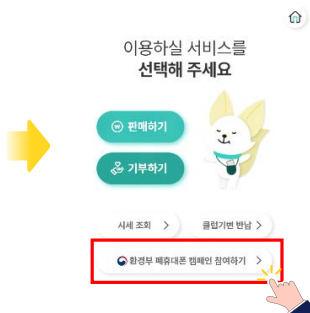 이용하실 서비스를
선택해 주세요
판매하기
기부하기
시세 조회
클럽기변 반납
환경부 폐휴대폰 캠페인 참여하기